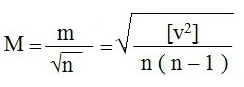 M = m / √n = √([v²] / n ( n − 1 ))